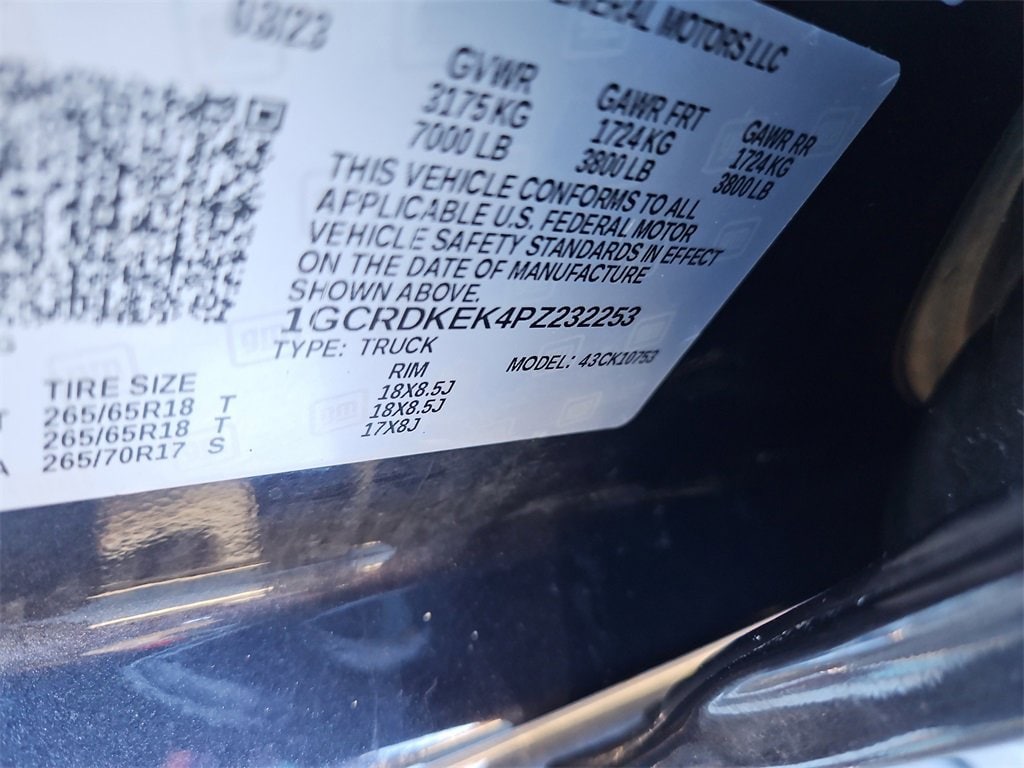 03/23
GENERAL MOTORS LLC
GVWR GAWR FRT GAWR RR
3175 KG 1724 KG 1724 KG
7000 LB 3800 LB 3800 LB
THIS VEHICLE CONFORMS TO ALL
APPLICABLE U.S. FEDERAL MOTOR
VEHICLE SAFETY STANDARDS IN EFFECT
ON THE DATE OF MANUFACTURE
SHOWN ABOVE.
1GCRDKEK4PZ232253
TYPE: TRUCK MODEL: 43CK10753
TIRE SIZE RIM
T 265/65R18 T 18X8.5J
265/65R18 T 18X8.5J
A 265/70R17 S 17X8J